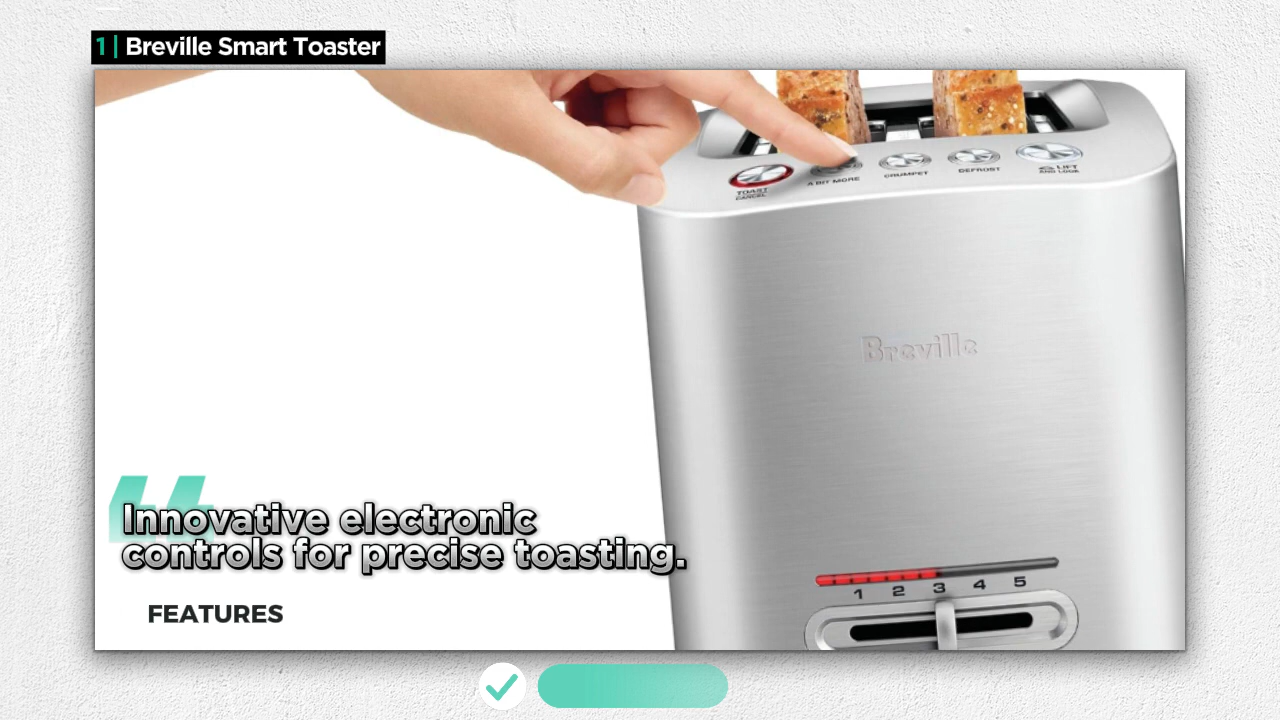 1 | Breville Smart Toaster
TOAST
CANCEL
A BIT MORE
CRUMPET
DEFROST
LIFT
AND LOOK
Breville
Innovative electronic
controls for precise toasting.
1 2 3 4 5
FEATURES